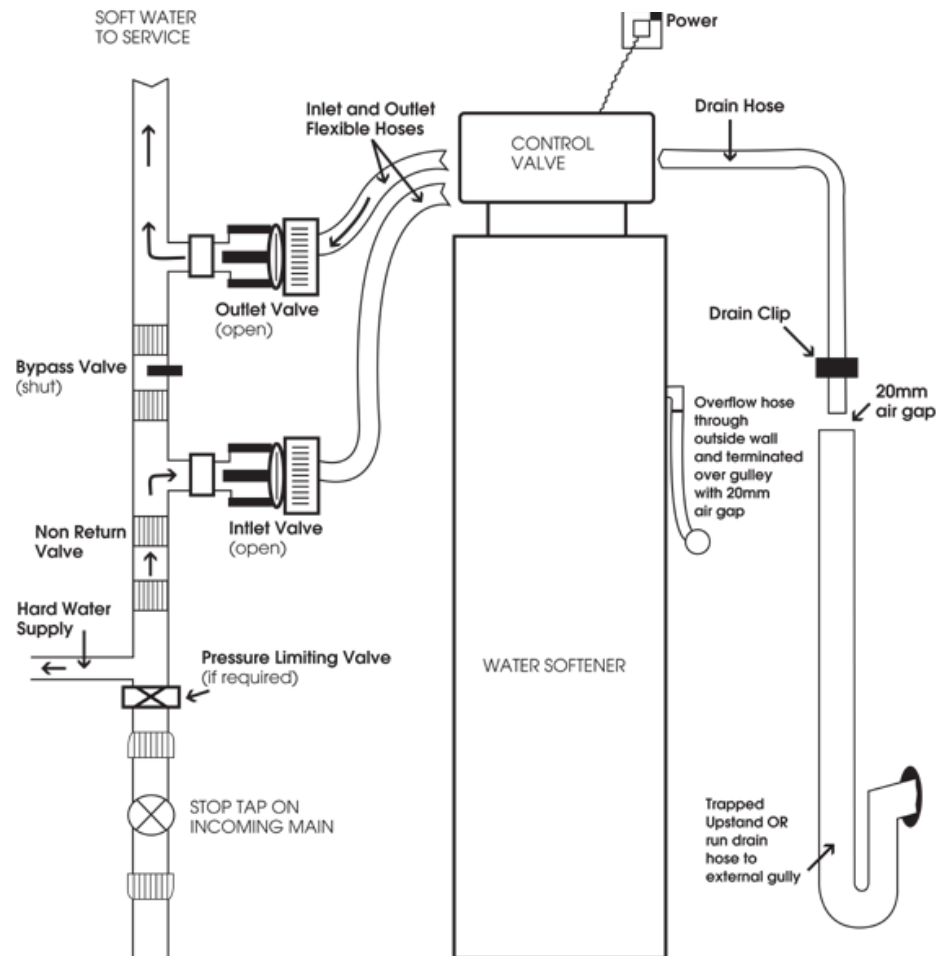 SOFT WATER
TO SERVICE
Power
Inlet and Outlet
Flexible Hoses
CONTROL
VALVE
Drain Hose
Outlet Valve
(open)
Drain Clip
Bypass Valve
(shut)
20mm
air gap
Overflow hose
through
outside wall
and terminated
over gulley
with 20mm
air gap
Intlet Valve
(open)
Non Return
Valve
Hard Water
Supply
Pressure Limiting Valve
(if required)
WATER SOFTENER
STOP TAP ON
INCOMING MAIN
Trapped
Upstand OR
run drain
hose to
external gully